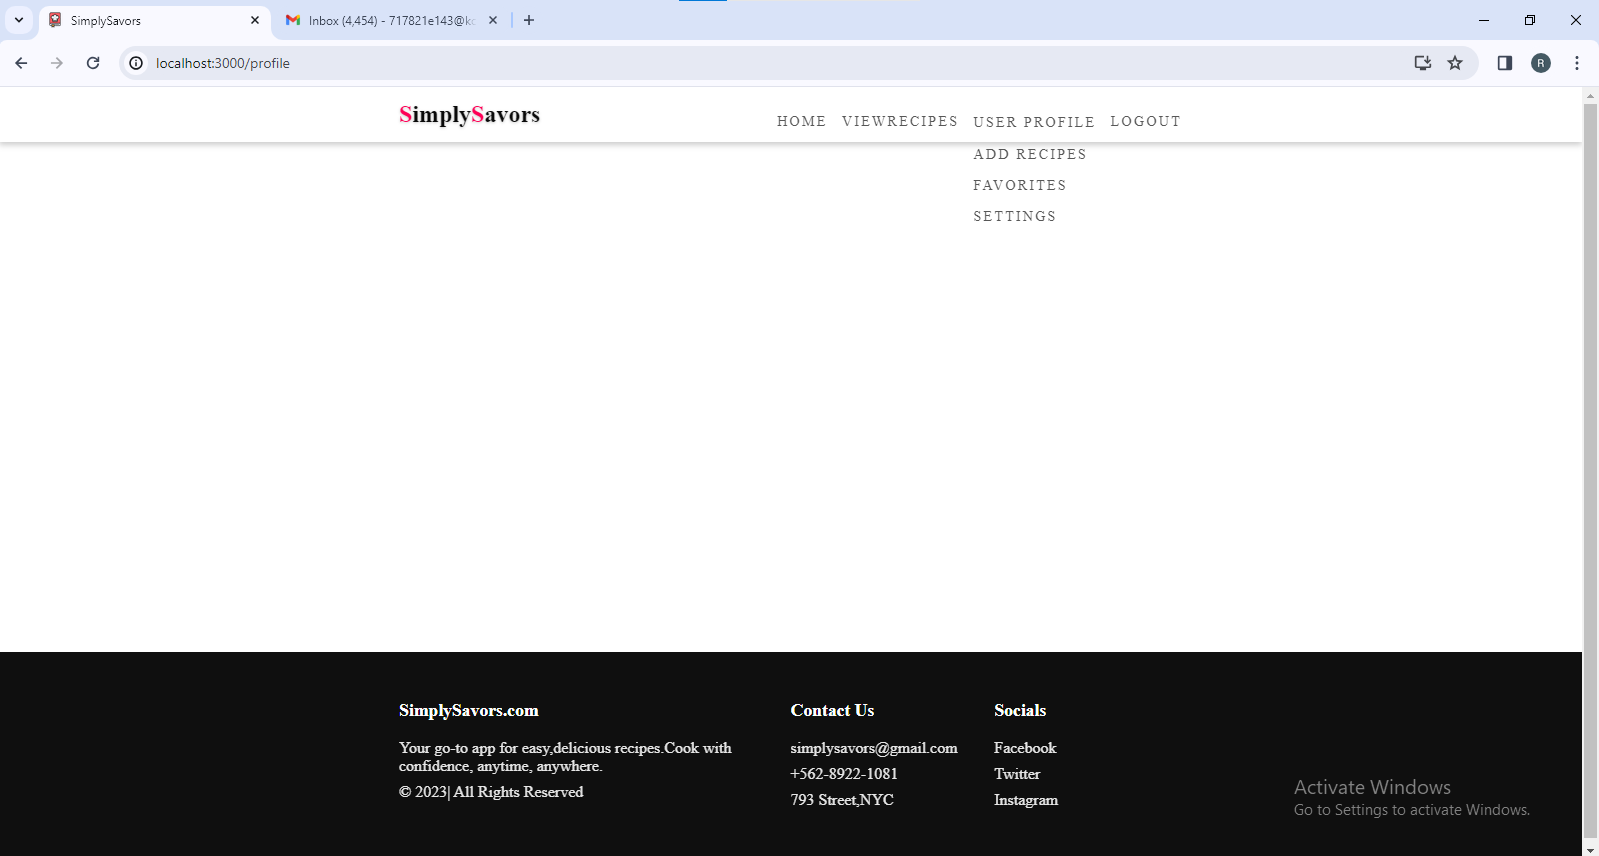 SimplySavors
Inbox (4,454) - 717821e143@kc
localhost:3000/profile
R
SimplySavors
HOME VIEWRECIPES USER PROFILE LOGOUT
ADD RECIPES
FAVORITES
SETTINGS
SimplySavors.com
Your go-to app for easy,delicious recipes.Cook with
confidence, anytime, anywhere.
© 2023| All Rights Reserved
Contact Us
simplysavors@gmail.com
+562-8922-1081
793 Street,NYC
Socials
Facebook
Twitter
Instagram
Activate Windows
Go to Settings to activate Windows.